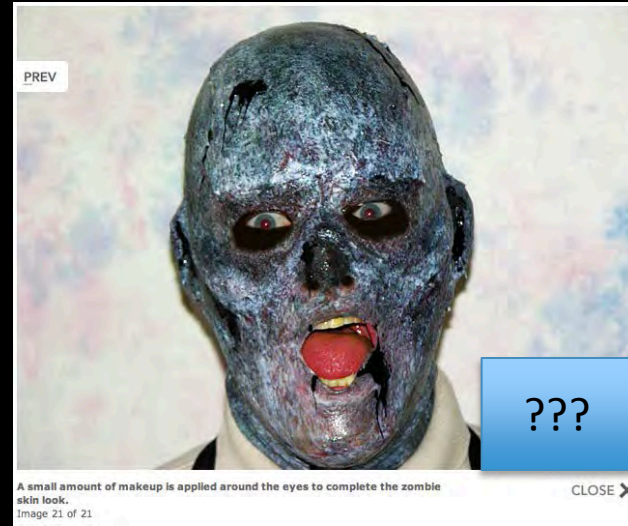 PREV
???
A small amount of makeup is applied around the eyes to complete the zombie
skin look.
CLOSE X
Image 21 of 21